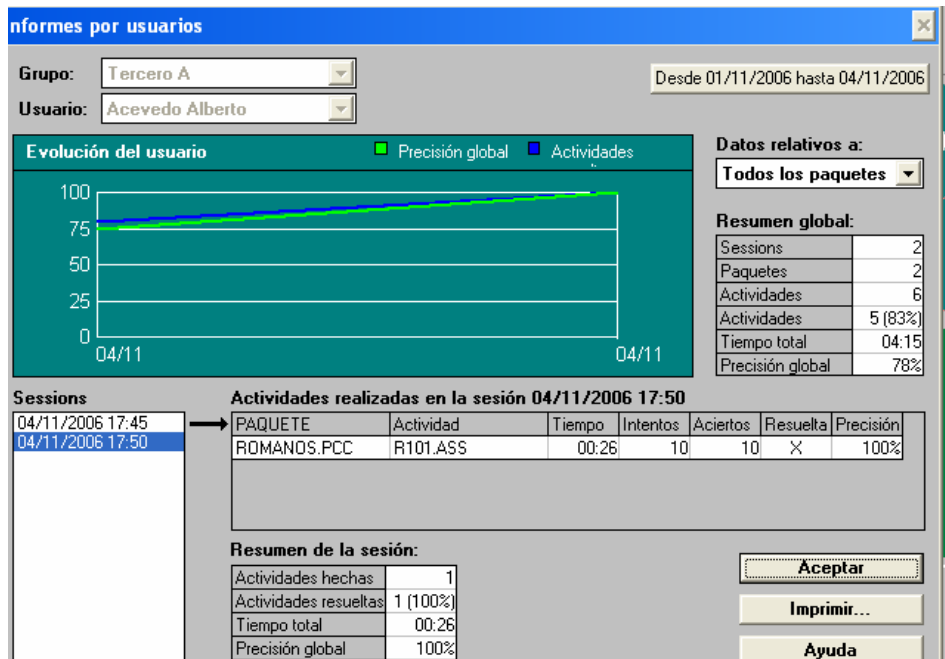 nformes por usuarios
Grupo: Tercero A
Desde 01/11/2006 hasta 04/11/2006
Usuario: Acevedo Alberto
Evolución del usuario Precisión global Actividades
100
75
50
25
0
04/11 04/11
Datos relativos a:
Todos los paquetes
Resumen global:
Sessions 2
Paquetes 2
Actividades 6
Actividades 5 (83%)
Tiempo total 04:15
Precisión global 78%
Sessions
04/11/2006 17:45
04/11/2006 17:50
Actividades realizadas en la sesión 04/11/2006 17:50
PAQUETE Actividad Tiempo Intentos Aciertos Resuelta Precisión
ROMANOS.PCC R101.ASS 00:26 10 10 X 100%
Resumen de la sesión:
Actividades hechas 1
Actividades resueltas 1 (100%)
Tiempo total 00:26
Precisión global 100%
Aceptar
Imprimir...
Ayuda